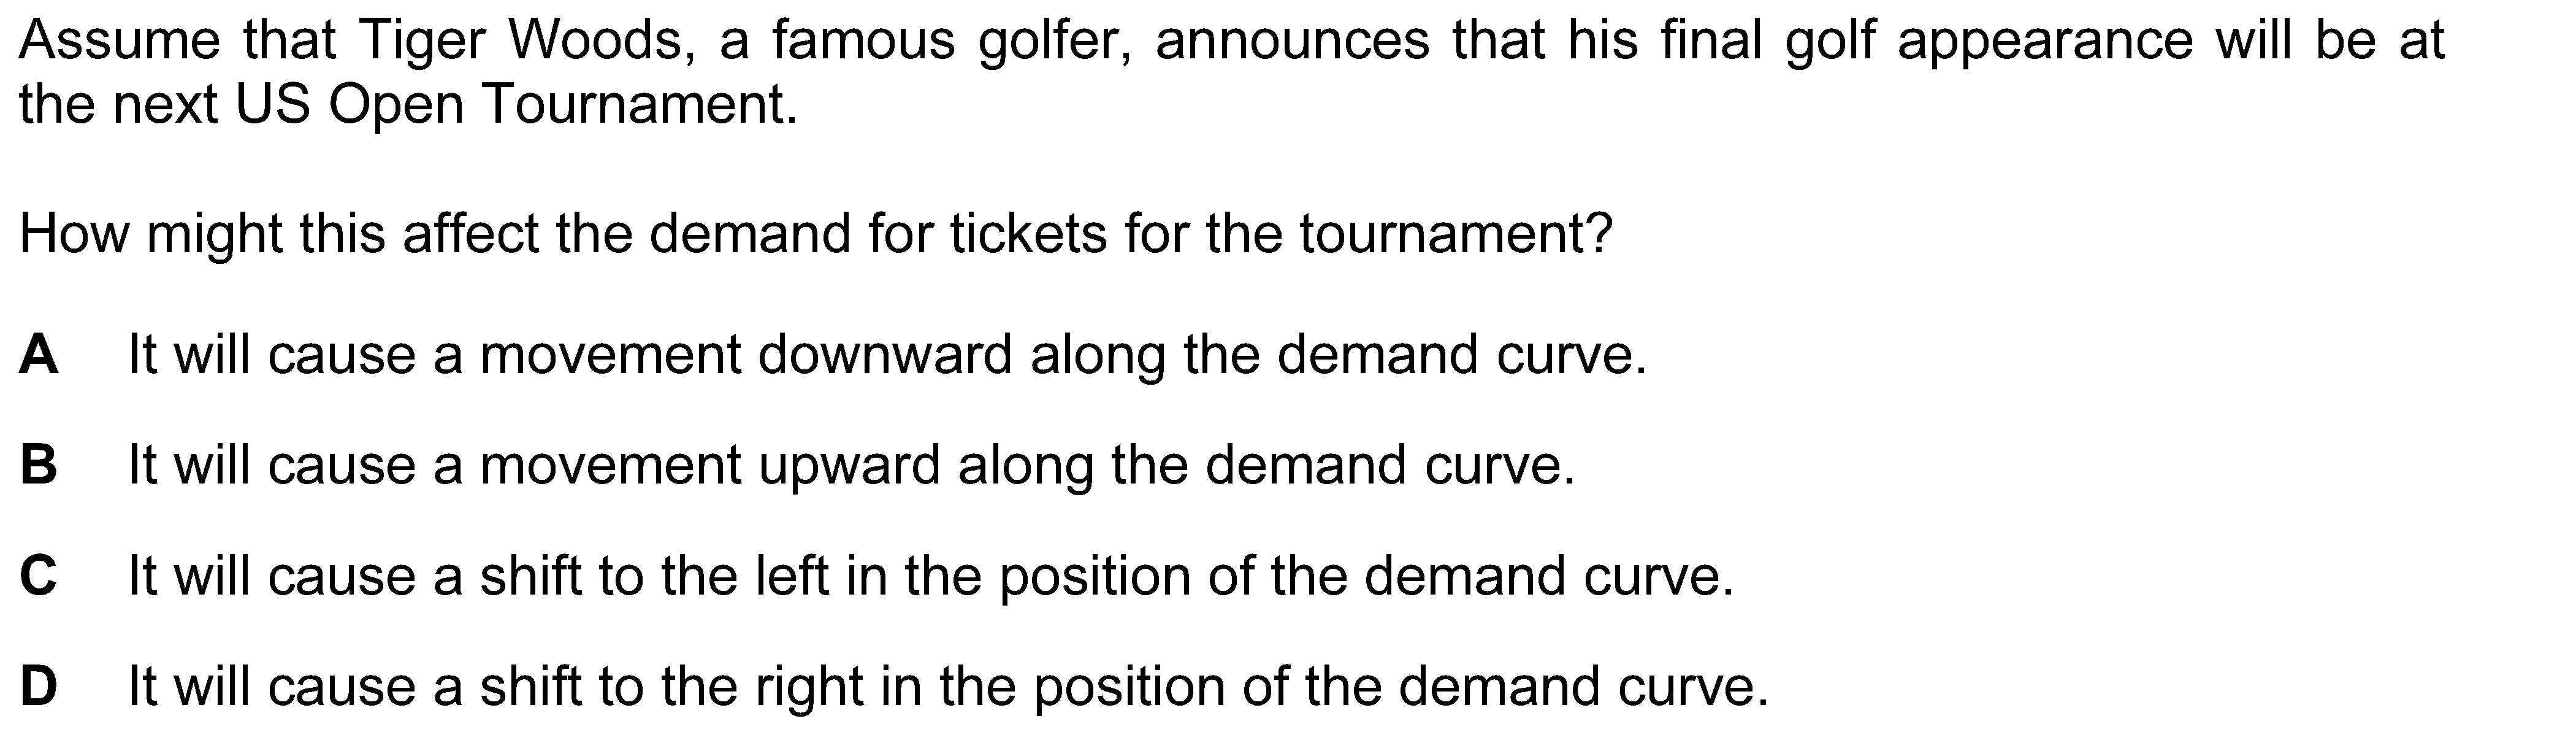 Assume that Tiger Woods, a famous golfer, announces that his final golf appearance will be at
the next US Open Tournament.
How might this affect the demand for tickets for the tournament?
A It will cause a movement downward along the demand curve.
B It will cause a movement upward along the demand curve.
C It will cause a shift to the left in the position of the demand curve.
D It will cause a shift to the right in the position of the demand curve.